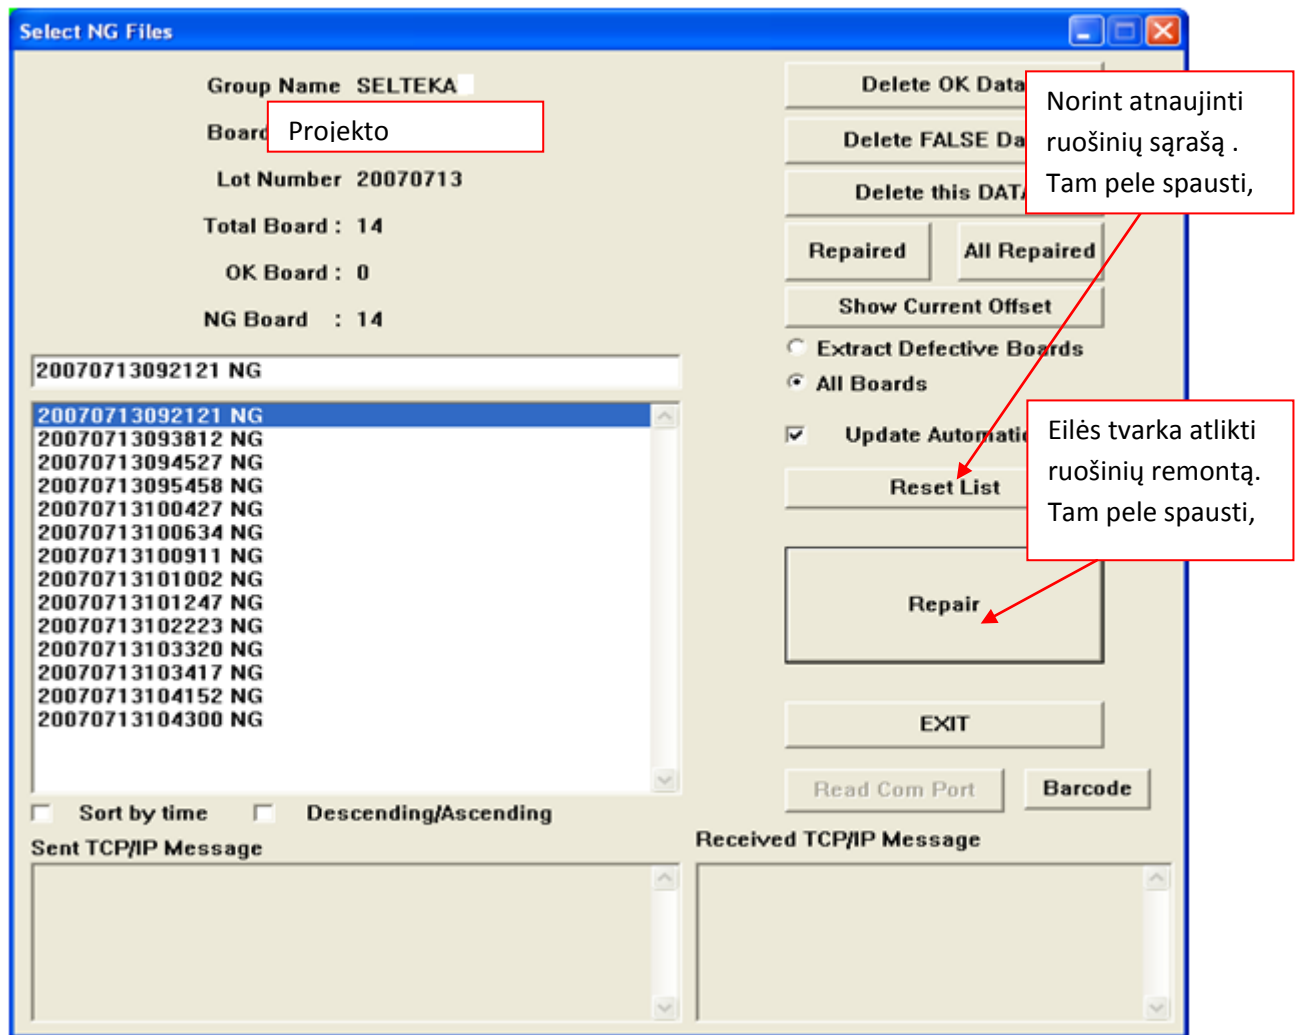 Select NG Files
Group Name SELTEKA
Board
Projekto
Lot Number 20070713
Total Board : 14
OK Board : 0
NG Board : 14
20070713092121 NG
20070713092121 NG
20070713093812 NG
20070713094527 NG
20070713095458 NG
20070713100427 NG
20070713100634 NG
20070713100911 NG
20070713101002 NG
20070713101247 NG
20070713102223 NG
20070713103320 NG
20070713103417 NG
20070713104152 NG
20070713104300 NG
Sort by time
Descending/Ascending
Sent TCP/IP Message
Delete OK Data
Delete FALSE Da
Delete this DATA
Repaired
All Repaired
Show Current Offset
Extract Defective Boards
All Boards
Update Automatic
Reset List
Repair
EXIT
Read Com Port
Barcode
Received TCP/IP Message
Norint atnaujinti
ruošinių sąrašą .
Tam pele spausti,
Eilės tvarka atlikti
ruošinių remontą.
Tam pele spausti,